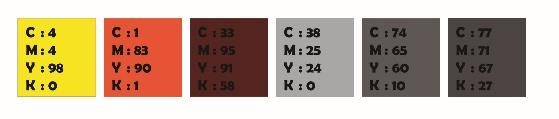 C : 4
M : 4
Y : 98
K : 0
C : 1
M : 83
Y : 90
K : 1
C : 33
M : 95
Y : 91
K : 58
C : 38
M : 25
Y : 24
K : 0
C : 74
M : 65
Y : 60
K : 10
C : 77
M : 71
Y : 67
K : 27